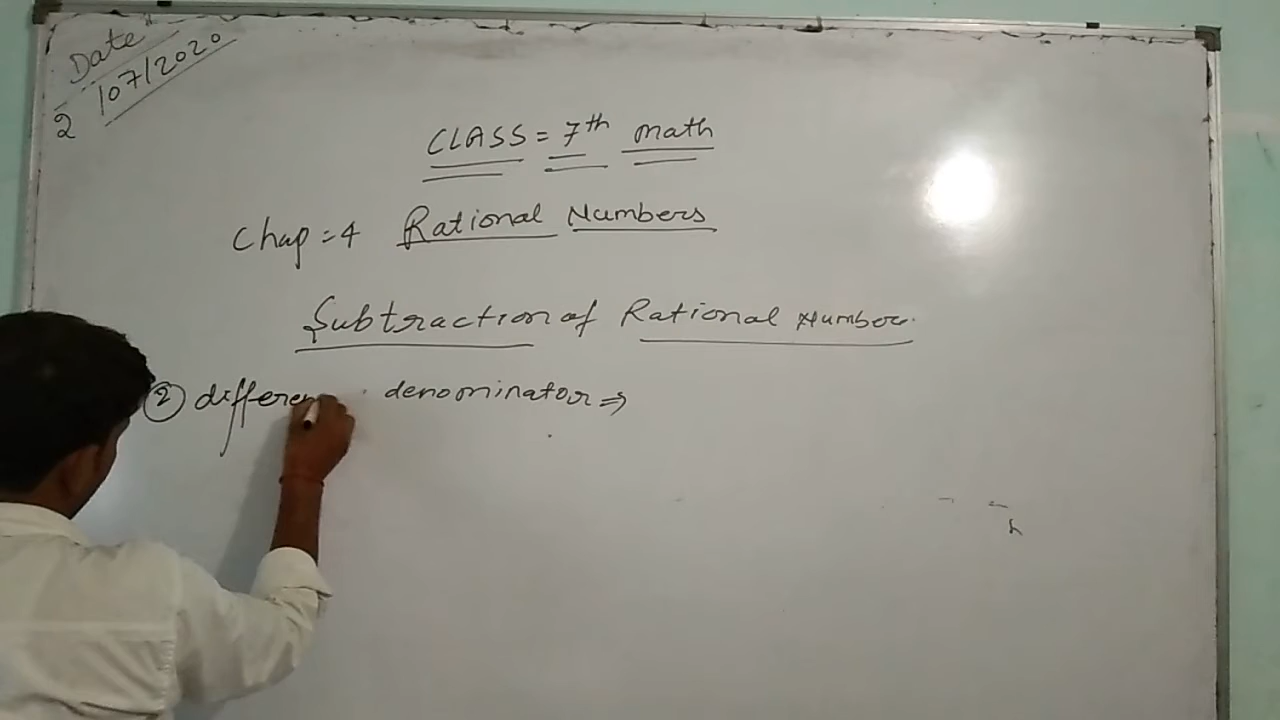 Date
2/07/2020
CLASS = 7th math
Chap = 4 Rational Numbers
Subtraction of Rational Number.
② differen denominator ⇒